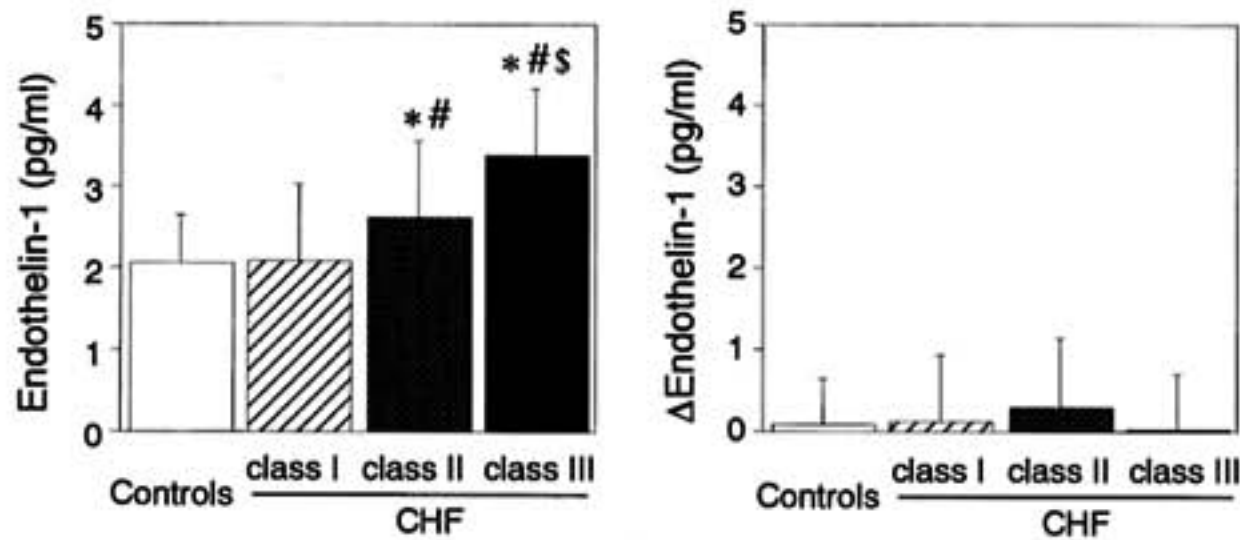 Endothelin-1 (pg/ml)
5
4
3
2
1
0
*#
*#$
Controls
class I
class II
class III
CHF
ΔEndothelin-1 (pg/ml)
5
4
3
2
1
0
Controls
class I
class II
class III
CHF